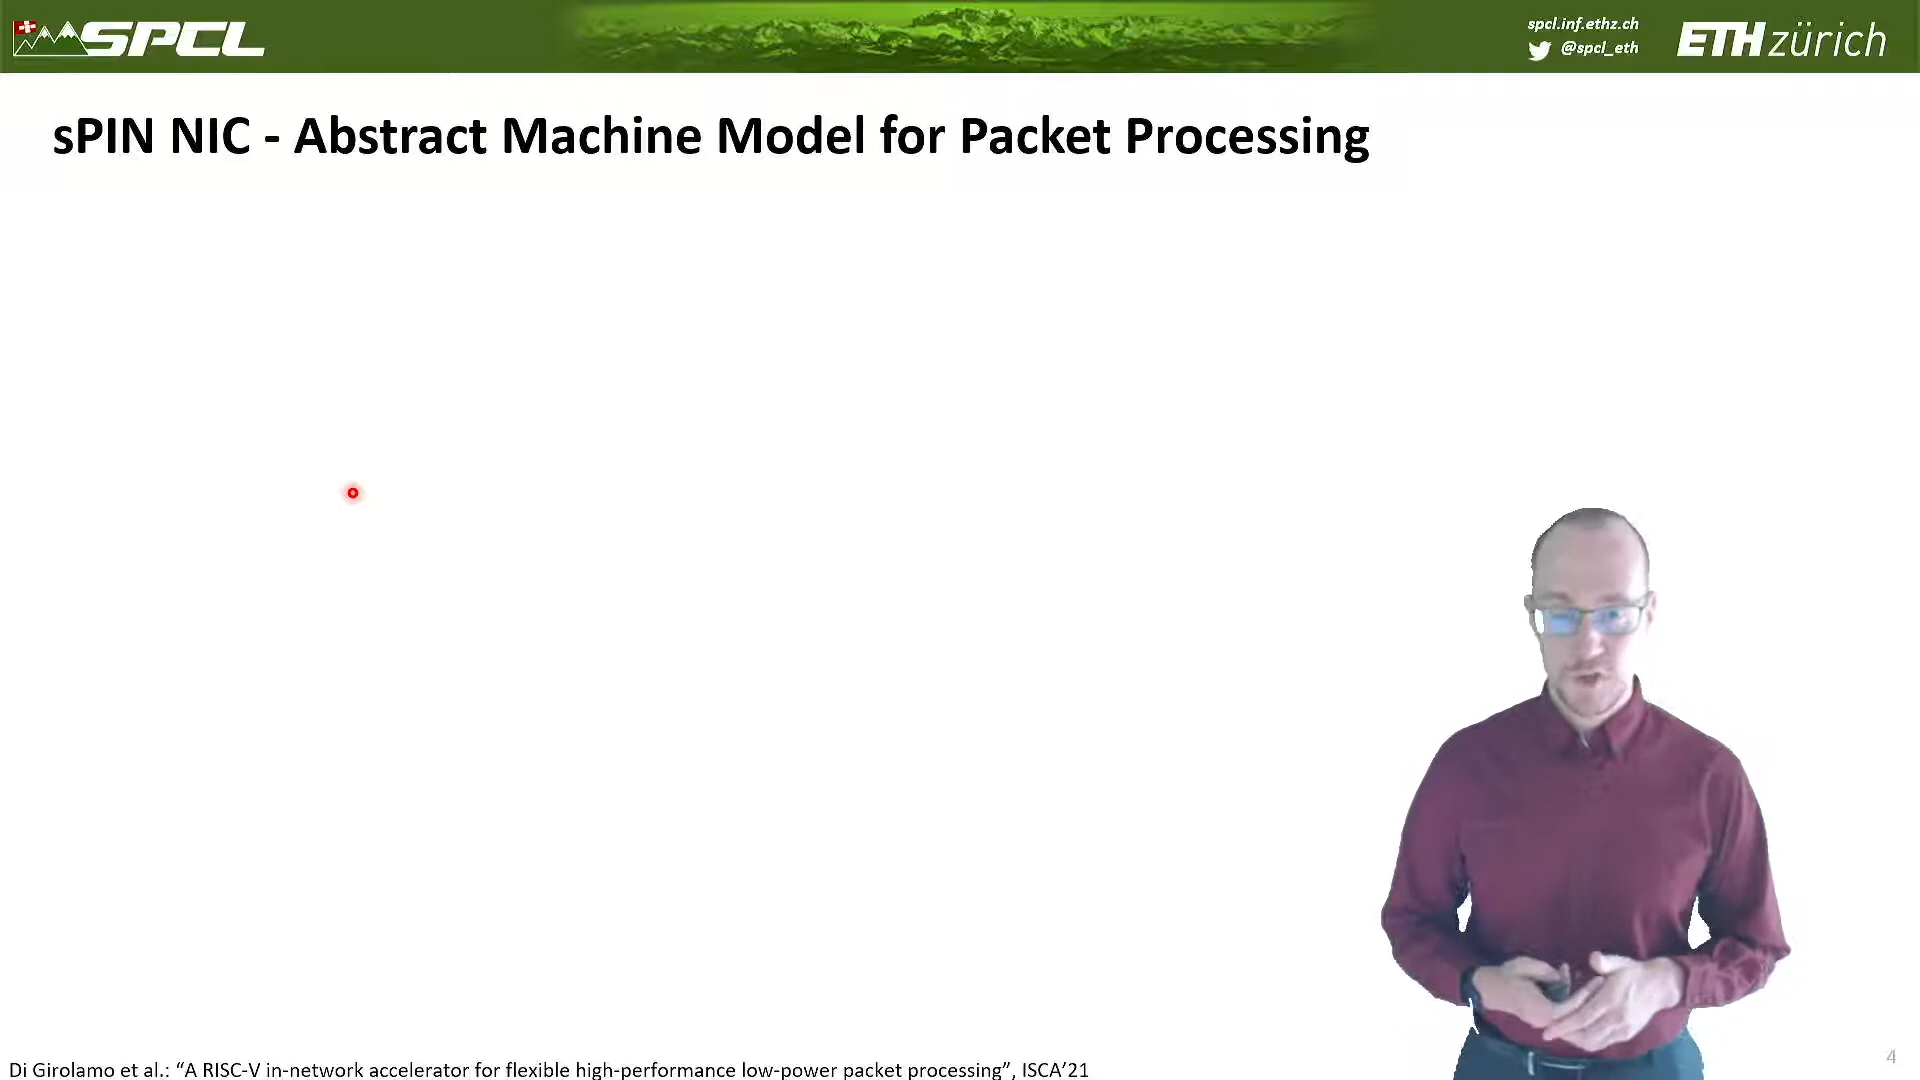 SPCL
spcl.inf.ethz.ch
@spcl_eth
ETH zürich
sPIN NIC - Abstract Machine Model for Packet Processing
Di Girolamo et al.: “A RISC-V in-network accelerator for flexible high-performance low-power packet processing”, ISCA’21
4